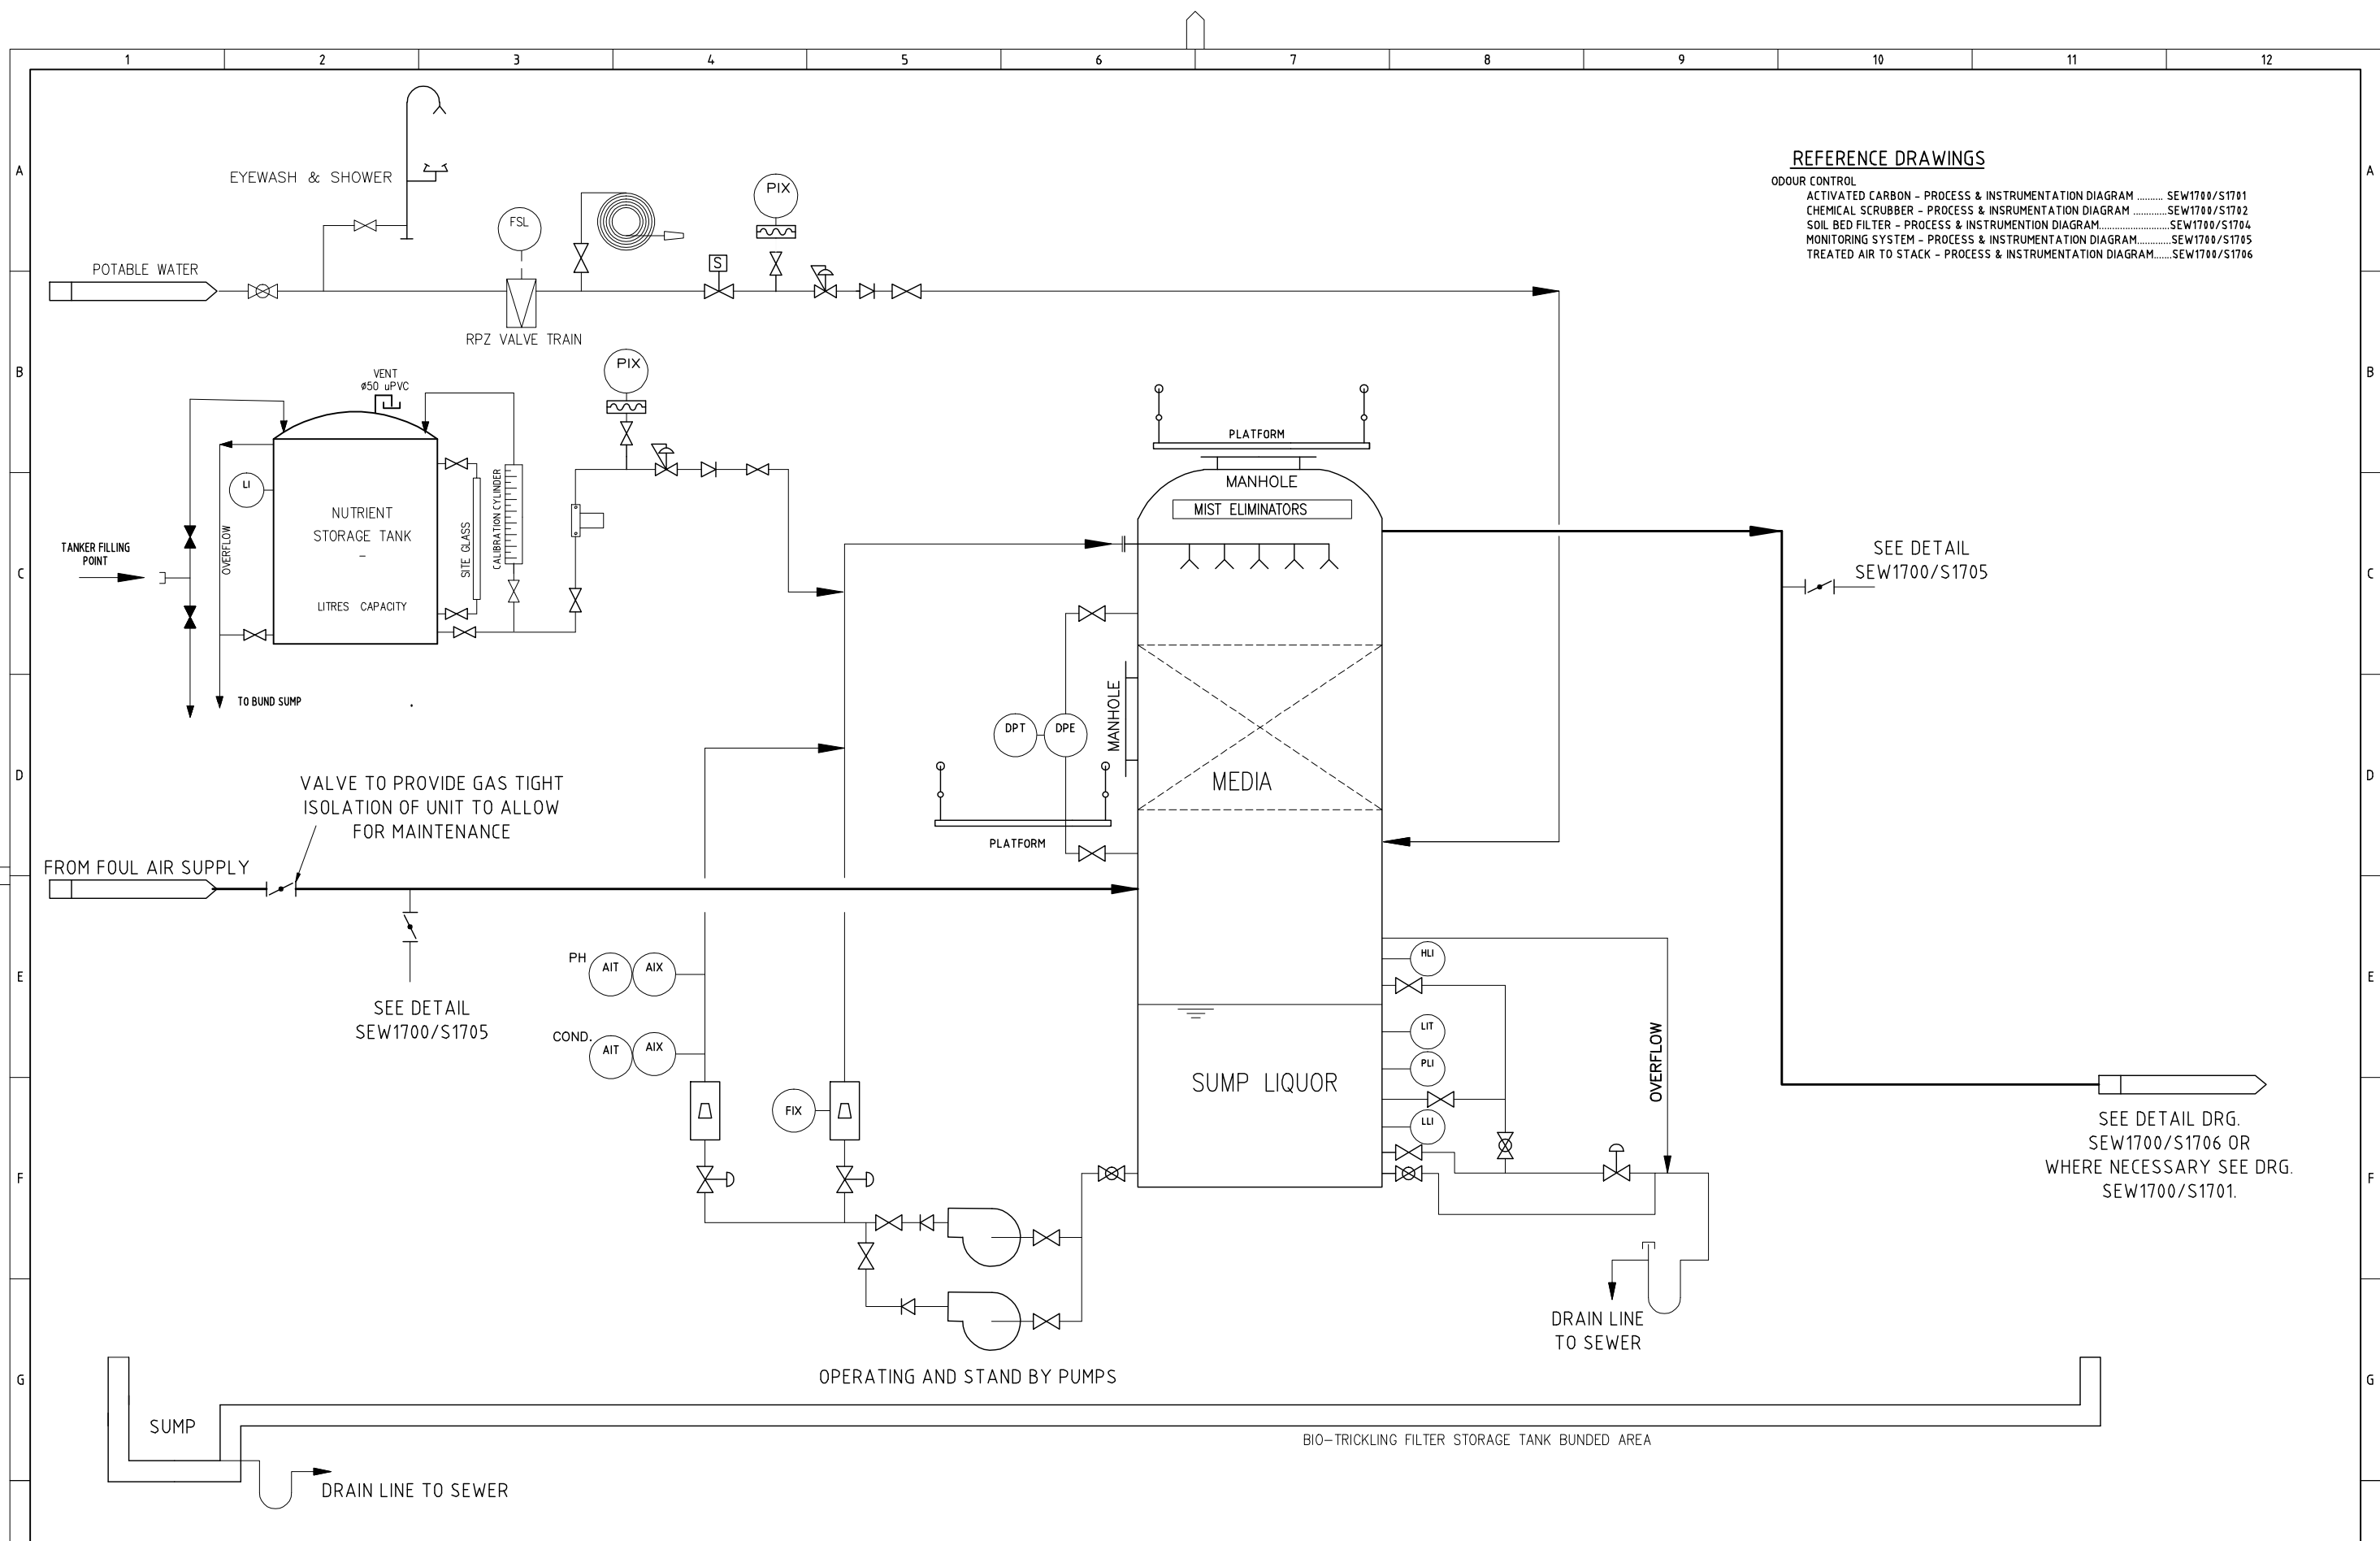 1 2 3 4 5 6 7 8 9 10 11 12
A
A
EYEWASH & SHOWER
FSL
PIX
S
POTABLE WATER
RPZ VALVE TRAIN
REFERENCE DRAWINGS
ODOUR CONTROL
ACTIVATED CARBON - PROCESS & INSTRUMENTATION DIAGRAM .......... SEW1700/S1701
CHEMICAL SCRUBBER - PROCESS & INSRUMENTATION DIAGRAM ............SEW1700/S1702
SOIL BED FILTER - PROCESS & INSTRUMENTION DIAGRAM..........................SEW1700/S1704
MONITORING SYSTEM - PROCESS & INSTRUMENTATION DIAGRAM............SEW1700/S1705
TREATED AIR TO STACK - PROCESS & INSTRUMENTATION DIAGRAM.......SEW1700/S1706
B
B
VENT
Ø50 uPVC
PIX
LI
NUTRIENT
STORAGE TANK
-
LITRES CAPACITY
OVERFLOW
SITE GLASS
CALIBRATION CYLINDER
TANKER FILLING
POINT
TO BUND SUMP
PLATFORM
MANHOLE
MIST ELIMINATORS
C
C
SEE DETAIL
SEW1700/S1705
DPT
DPE
MANHOLE
MEDIA
PLATFORM
D
D
VALVE TO PROVIDE GAS TIGHT
ISOLATION OF UNIT TO ALLOW
FOR MAINTENANCE
FROM FOUL AIR SUPPLY
SEE DETAIL
SEW1700/S1705
E
E
PH
AIT
AIX
COND.
AIT
AIX
FIX
HLI
LIT
PLI
LLI
SUMP LIQUOR
OVERFLOW
SEE DETAIL DRG.
SEW1700/S1706 OR
WHERE NECESSARY SEE DRG.
SEW1700/S1701.
F
F
DRAIN LINE
TO SEWER
OPERATING AND STAND BY PUMPS
G
G
SUMP
BIO-TRICKLING FILTER STORAGE TANK BUNDED AREA
DRAIN LINE TO SEWER